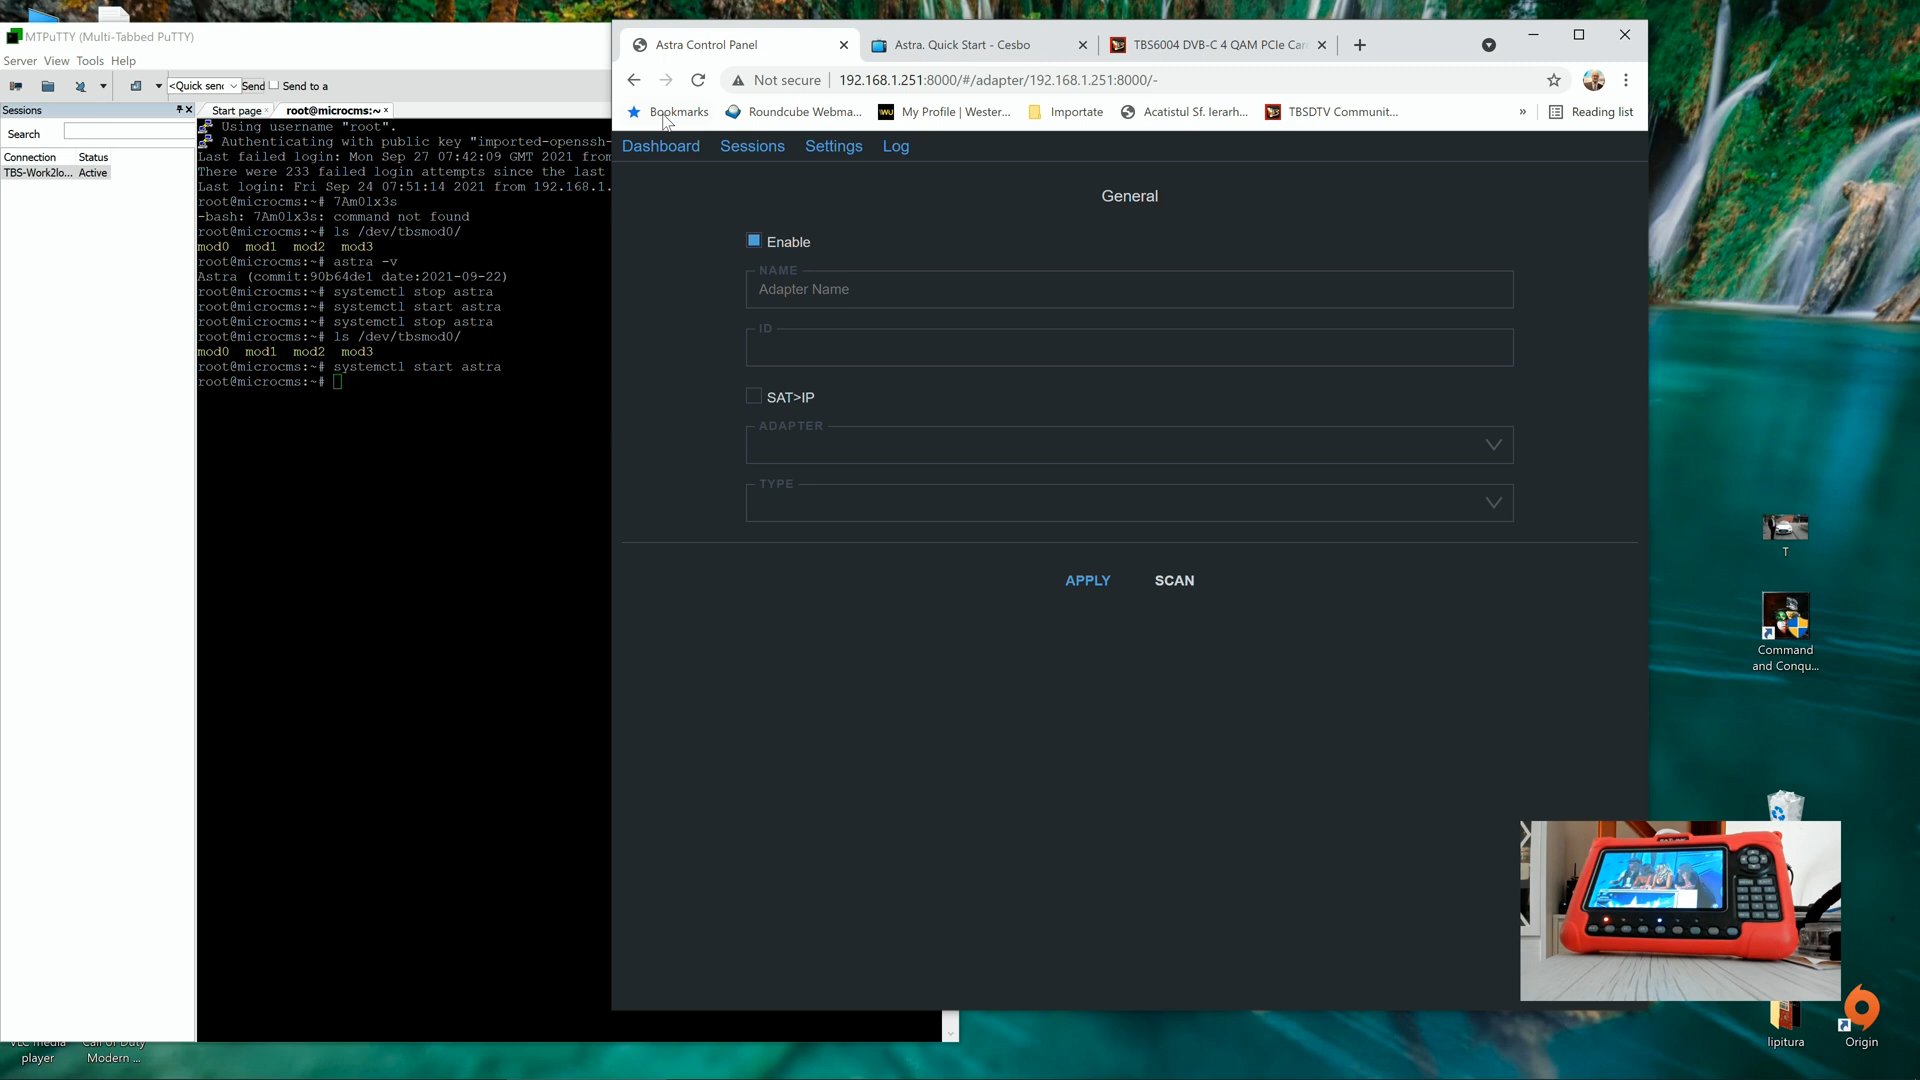 MTPuTTY (Multi-Tabbed PuTTY)
Server View Tools Help
<Quick senc Send Send to a
Sessions
Start page
root@microcms:~
Search
Connection Status
TBS-Work2lo... Active
Using username "root".
Authenticating with public key "imported-openssh-
Last failed login: Mon Sep 27 07:42:09 GMT 2021 from
There were 233 failed login attempts since the last
Last login: Fri Sep 24 07:51:14 2021 from 192.168.1.
root@microcms:~# 7Am0lx3s
-bash: 7Am0lx3s: command not found
root@microcms:~# ls /dev/tbsmod0/
mod0 mod1 mod2 mod3
root@microcms:~# astra -v
Astra (commit:90b64de1 date:2021-09-22)
root@microcms:~# systemctl stop astra
root@microcms:~# systemctl start astra
root@microcms:~# systemctl stop astra
root@microcms:~# ls /dev/tbsmod0/
mod0 mod1 mod2 mod3
root@microcms:~# systemctl start astra
root@microcms:~#
Astra Control Panel
Astra. Quick Start - Cesbo
TBS6004 DVB-C 4 QAM PCIe Car
Not secure
192.168.1.251:8000/#/adapter/192.168.1.251:8000/-
Bookmarks
Roundcube Webma...
My Profile | Wester...
Importate
Acatistul Sf. Ierarh...
TBSDTV Communit...
»
Reading list
Dashboard Sessions Settings Log
General
Enable
NAME
Adapter Name
ID
SAT>IP
ADAPTER
TYPE
APPLY SCAN
T
Command
and Conqu...
lipitura
Origin
VLC media
player
Call of Duty
Modern ...